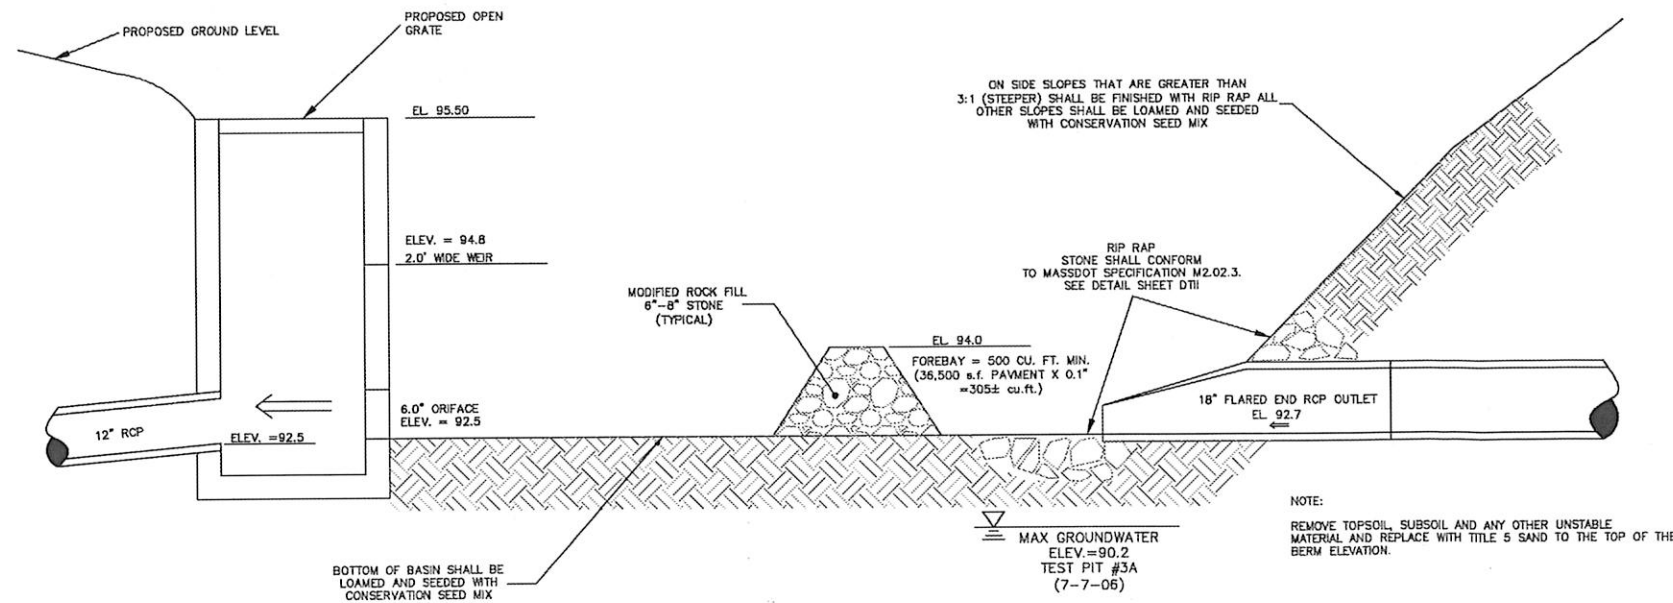 PROPOSED GROUND LEVEL
PROPOSED OPEN
GRATE
EL. 95.50
ELEV. = 94.8
2.0' WIDE WEIR
6.0" ORIFACE
ELEV. = 92.5
12" RCP
ELEV. =92.5
BOTTOM OF BASIN SHALL BE
LOAMED AND SEEDED WITH
CONSERVATION SEED MIX
MODIFIED ROCK FILL
6"-8" STONE
(TYPICAL)
EL. 94.0
FOREBAY = 500 CU. FT. MIN.
(36,500 s.f. PAVMENT X 0.1"
=305± cu.ft.)
ON SIDE SLOPES THAT ARE GREATER THAN
3:1 (STEEPER) SHALL BE FINISHED WITH RIP RAP ALL
OTHER SLOPES SHALL BE LOAMED AND SEEDED
WITH CONSERVATION SEED MIX
RIP RAP
STONE SHALL CONFORM
TO MASSDOT SPECIFICATION M2.02.3.
SEE DETAIL SHEET DTII
18" FLARED END RCP OUTLET
EL. 92.7
MAX GROUNDWATER
ELEV.=90.2
TEST PIT #3A
(7-7-06)
NOTE:
REMOVE TOPSOIL, SUBSOIL AND ANY OTHER UNSTABLE
MATERIAL AND REPLACE WITH TITLE 5 SAND TO THE TOP OF THE
BERM ELEVATION.